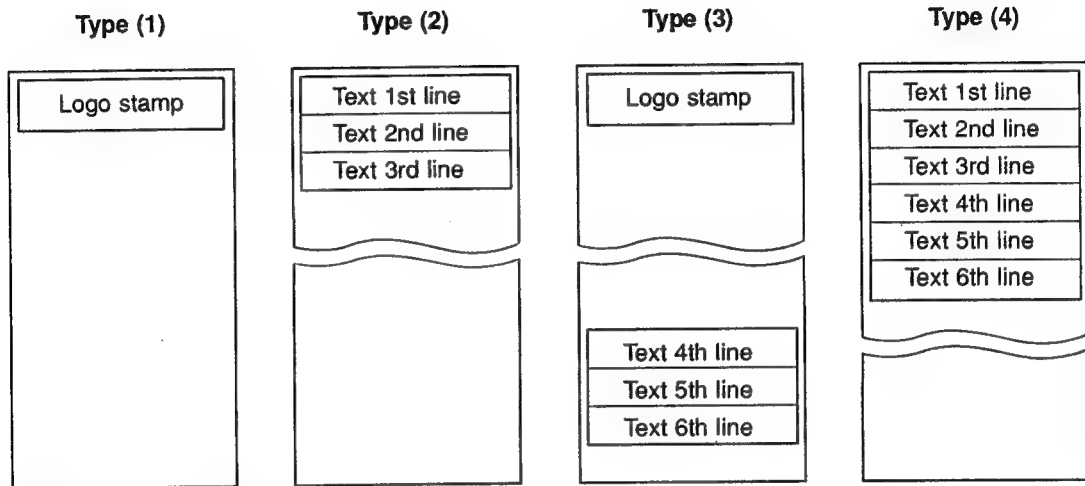 Type (1)
Logo stamp
Type (2)
Text 1st line
Text 2nd line
Text 3rd line
Type (3)
Logo stamp
Text 4th line
Text 5th line
Text 6th line
Type (4)
Text 1st line
Text 2nd line
Text 3rd line
Text 4th line
Text 5th line
Text 6th line